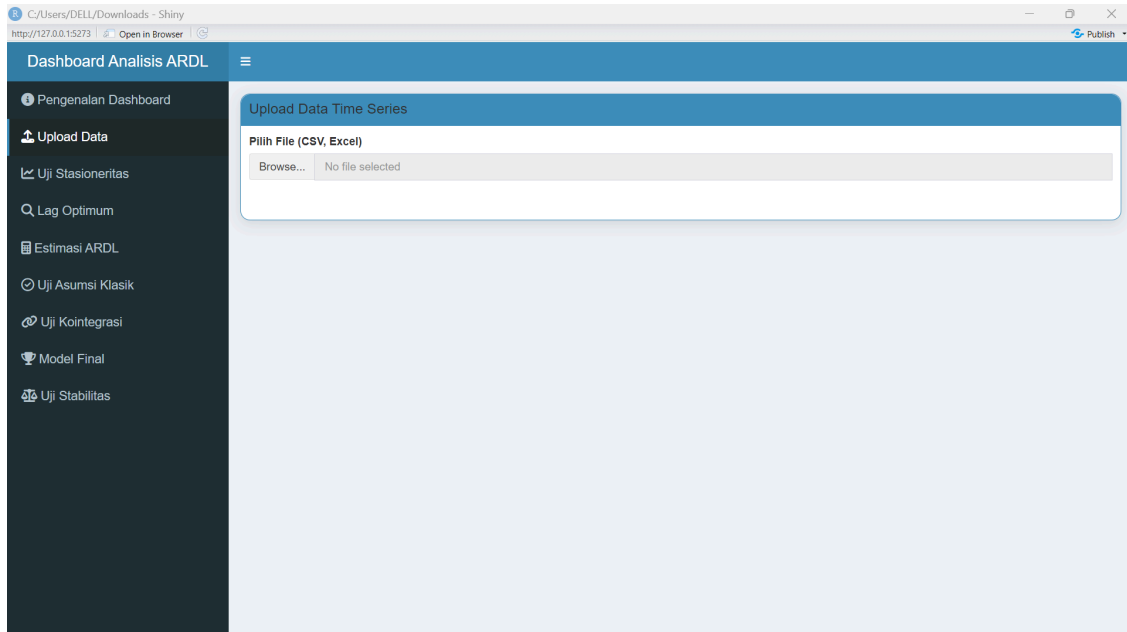 C:/Users/DELL/Downloads - Shiny
http://127.0.0.1:5273 Open in Browser Publish
Dashboard Analisis ARDL
Pengenalan Dashboard
Upload Data
Uji Stasioneritas
Lag Optimum
Estimasi ARDL
Uji Asumsi Klasik
Uji Kointegrasi
Model Final
Uji Stabilitas
Upload Data Time Series
Pilih File (CSV, Excel)
Browse... No file selected